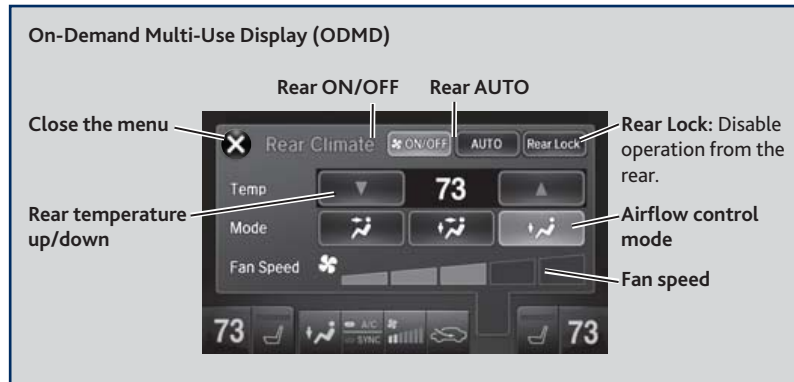 On-Demand Multi-Use Display (ODMD)
Rear ON/OFF Rear AUTO
Close the menu
Rear Lock: Disable
operation from the
rear.
Rear Climate ON/OFF AUTO Rear Lock
Temp 73
Rear temperature
up/down
Mode
Airflow control
mode
Fan Speed
Fan speed
73 A/C 73
SYNC